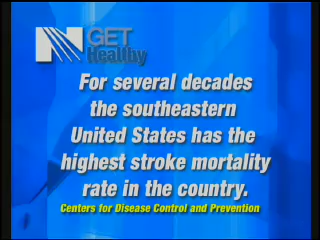 N GET
Healthy
For several decades
the southeastern
United States has the
highest stroke mortality
rate in the country.
Centers for Disease Control and Prevention